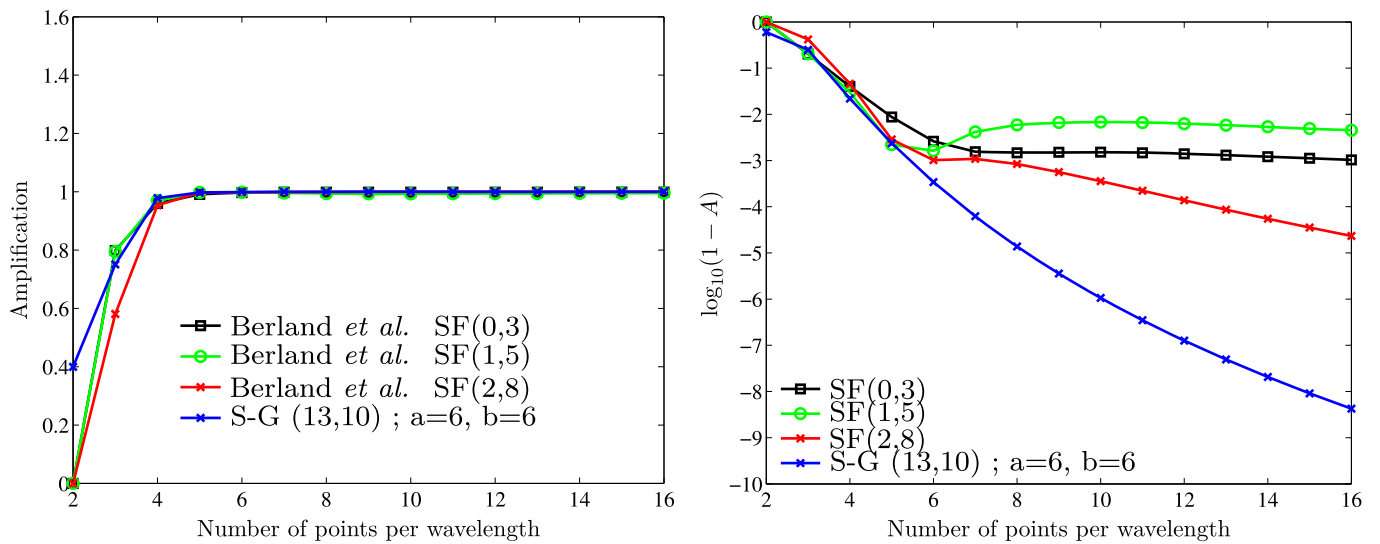 1.6
1.4
1.2
1
0.8
0.6
0.4
0.2
0
Amplification
2 4 6 8 10 12 14 16
Number of points per wavelength
Berland et al. SF(0,3)
Berland et al. SF(1,5)
Berland et al. SF(2,8)
S-G (13,10) ; a=6, b=6
0
−1
−2
−3
−4
−5
−6
−7
−8
−9
−10
log₁₀(1 − A)
2 4 6 8 10 12 14 16
Number of points per wavelength
SF(0,3)
SF(1,5)
SF(2,8)
S-G (13,10) ; a=6, b=6